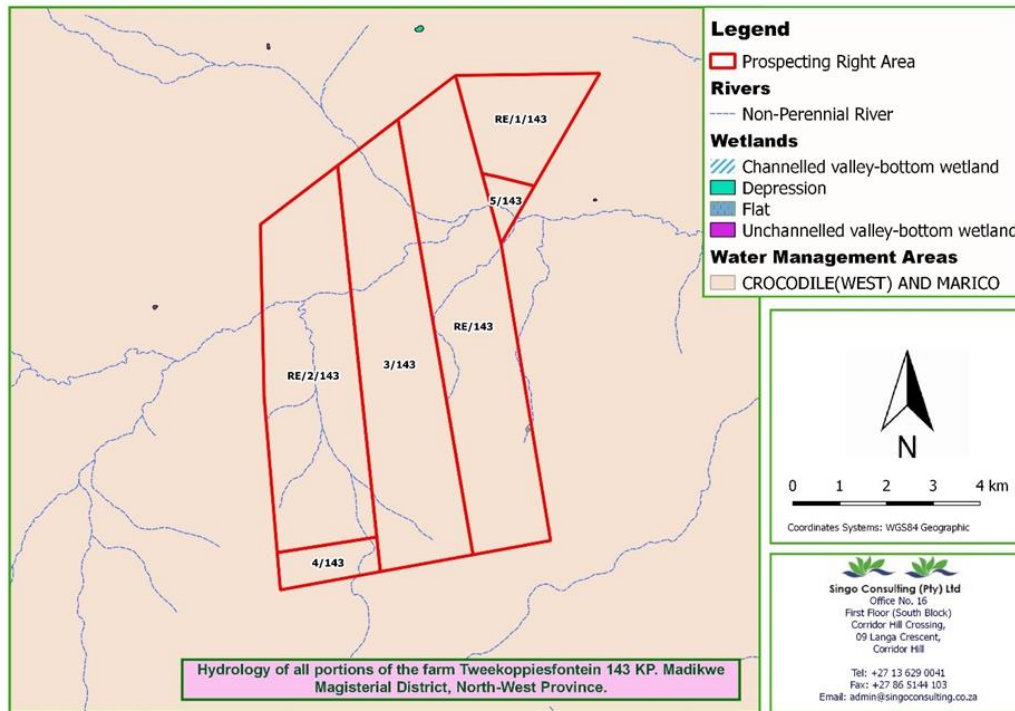 RE/1/143
5/143
RE/143
3/143
RE/2/143
4/143
Hydrology of all portions of the farm Tweekoppiesfontein 143 KP. Madikwe
Magisterial District, North-West Province.
Legend
Prospecting Right Area
Rivers
Non-Perennial River
Wetlands
Channelled valley-bottom wetland
Depression
Flat
Unchannelled valley-bottom wetland
Water Management Areas
CROCODILE(WEST) AND MARICO
N
0 1 2 3 4 km
Coordinates Systems: WGS84 Geographic
Singo Consulting (Pty) Ltd
Office No. 16
First Floor (South Block)
Corridor Hill Crossing,
09 Langa Crescent,
Corridor Hill
Tel: +27 13 629 0041
Fax: +27 86 5144 103
Email: admin@singoconsulting.co.za